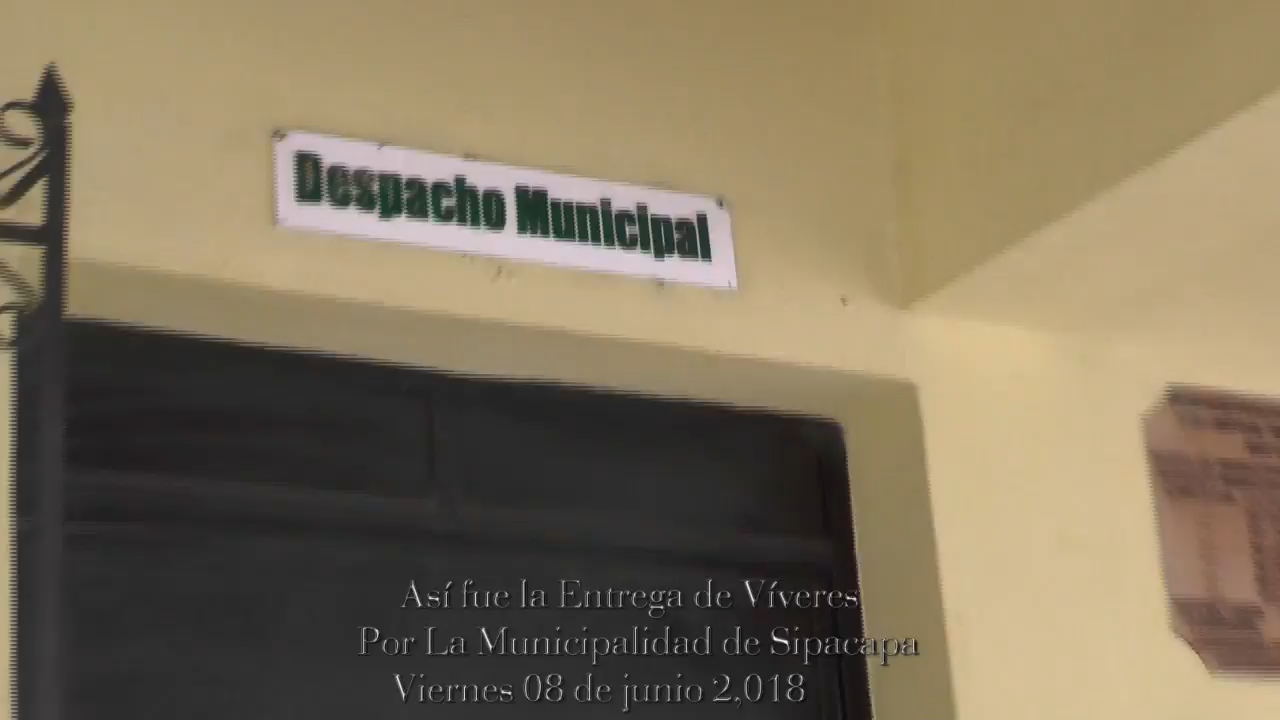 Despacho Municipal
Así fue la Entrega de Víveres
Por La Municipalidad de Sipacapa
Viernes 08 de junio 2,018